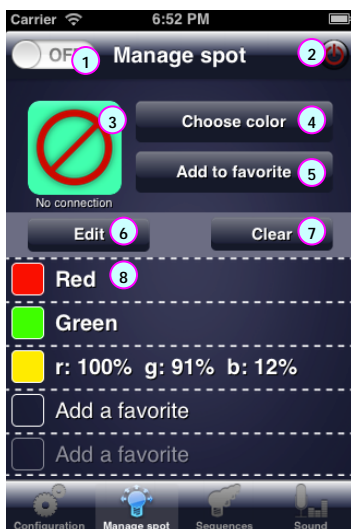 Carrier 6:52 PM
OFF 1 Manage spot 2
3
Choose color 4
Add to favorite 5
No connection
Edit 6 Clear 7
Red 8
Green
r: 100% g: 91% b: 12%
Add a favorite
Add a favorite
Configuration Manage spot Sequences Sound